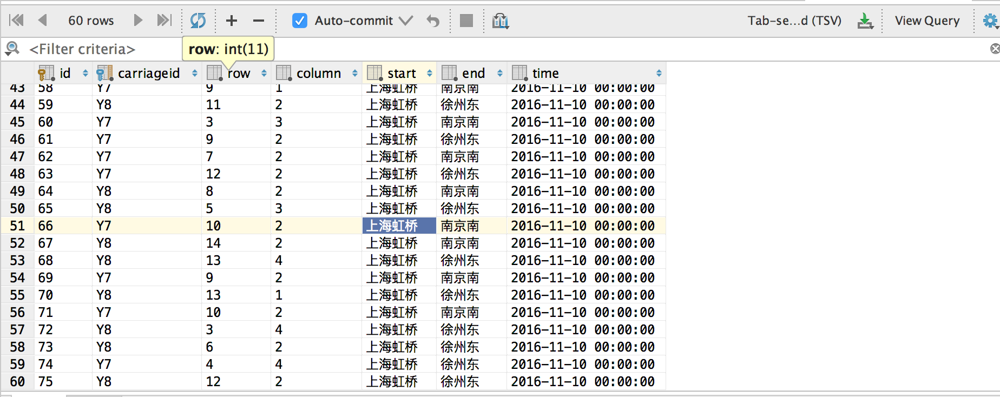 60 rows Auto-commit Tab-se...d (TSV) View Query
<Filter criteria> row: int(11)
id carriageid row column start end time
43 58 Y7 9 1 上海虹桥 南京南 2016-11-10 00:00:00
44 59 Y8 11 2 上海虹桥 徐州东 2016-11-10 00:00:00
45 60 Y7 3 3 上海虹桥 南京南 2016-11-10 00:00:00
46 61 Y7 9 2 上海虹桥 徐州东 2016-11-10 00:00:00
47 62 Y7 7 2 上海虹桥 南京南 2016-11-10 00:00:00
48 63 Y7 12 2 上海虹桥 徐州东 2016-11-10 00:00:00
49 64 Y8 8 2 上海虹桥 南京南 2016-11-10 00:00:00
50 65 Y8 5 3 上海虹桥 徐州东 2016-11-10 00:00:00
51 66 Y7 10 2 上海虹桥 南京南 2016-11-10 00:00:00
52 67 Y8 14 2 上海虹桥 南京南 2016-11-10 00:00:00
53 68 Y8 13 4 上海虹桥 徐州东 2016-11-10 00:00:00
54 69 Y7 9 2 上海虹桥 南京南 2016-11-10 00:00:00
55 70 Y8 13 1 上海虹桥 徐州东 2016-11-10 00:00:00
56 71 Y7 10 2 上海虹桥 南京南 2016-11-10 00:00:00
57 72 Y8 3 4 上海虹桥 徐州东 2016-11-10 00:00:00
58 73 Y8 6 2 上海虹桥 徐州东 2016-11-10 00:00:00
59 74 Y7 4 4 上海虹桥 徐州东 2016-11-10 00:00:00
60 75 Y8 12 2 上海虹桥 徐州东 2016-11-10 00:00:00